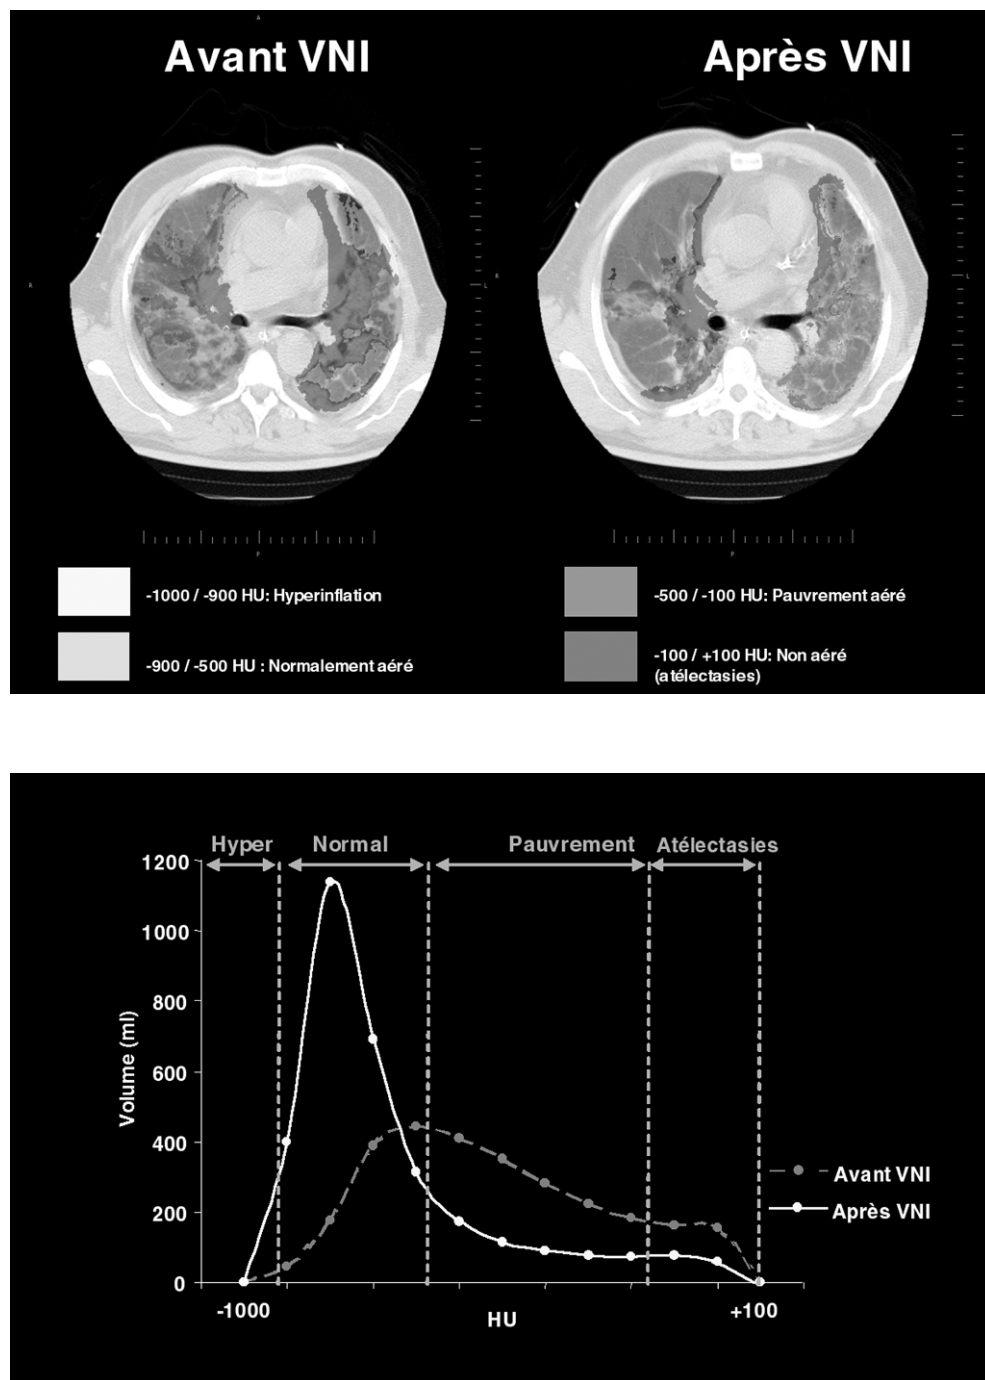 Avant VNI
Après VNI
-1000 / -900 HU: Hyperinflation
-900 / -500 HU : Normalement aéré
-500 / -100 HU: Pauvrement aéré
-100 / +100 HU: Non aéré
(atélectasies)
Hyper
Normal
Pauvrement
Atélectasies
1200
1000
800
600
400
200
0
Volume (ml)
-1000
+100
HU
Avant VNI
Après VNI